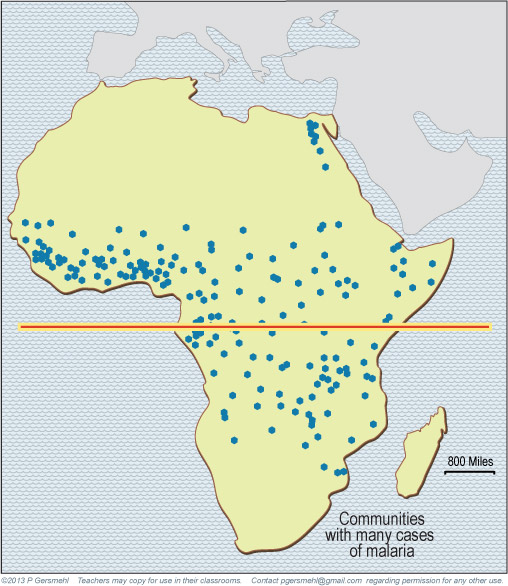 800 Miles
Communities
with many cases
of malaria
©2013 P Gersmehl Teachers may copy for use in their classrooms. Contact pgersmehl@gmail.com regarding permission for any other use.